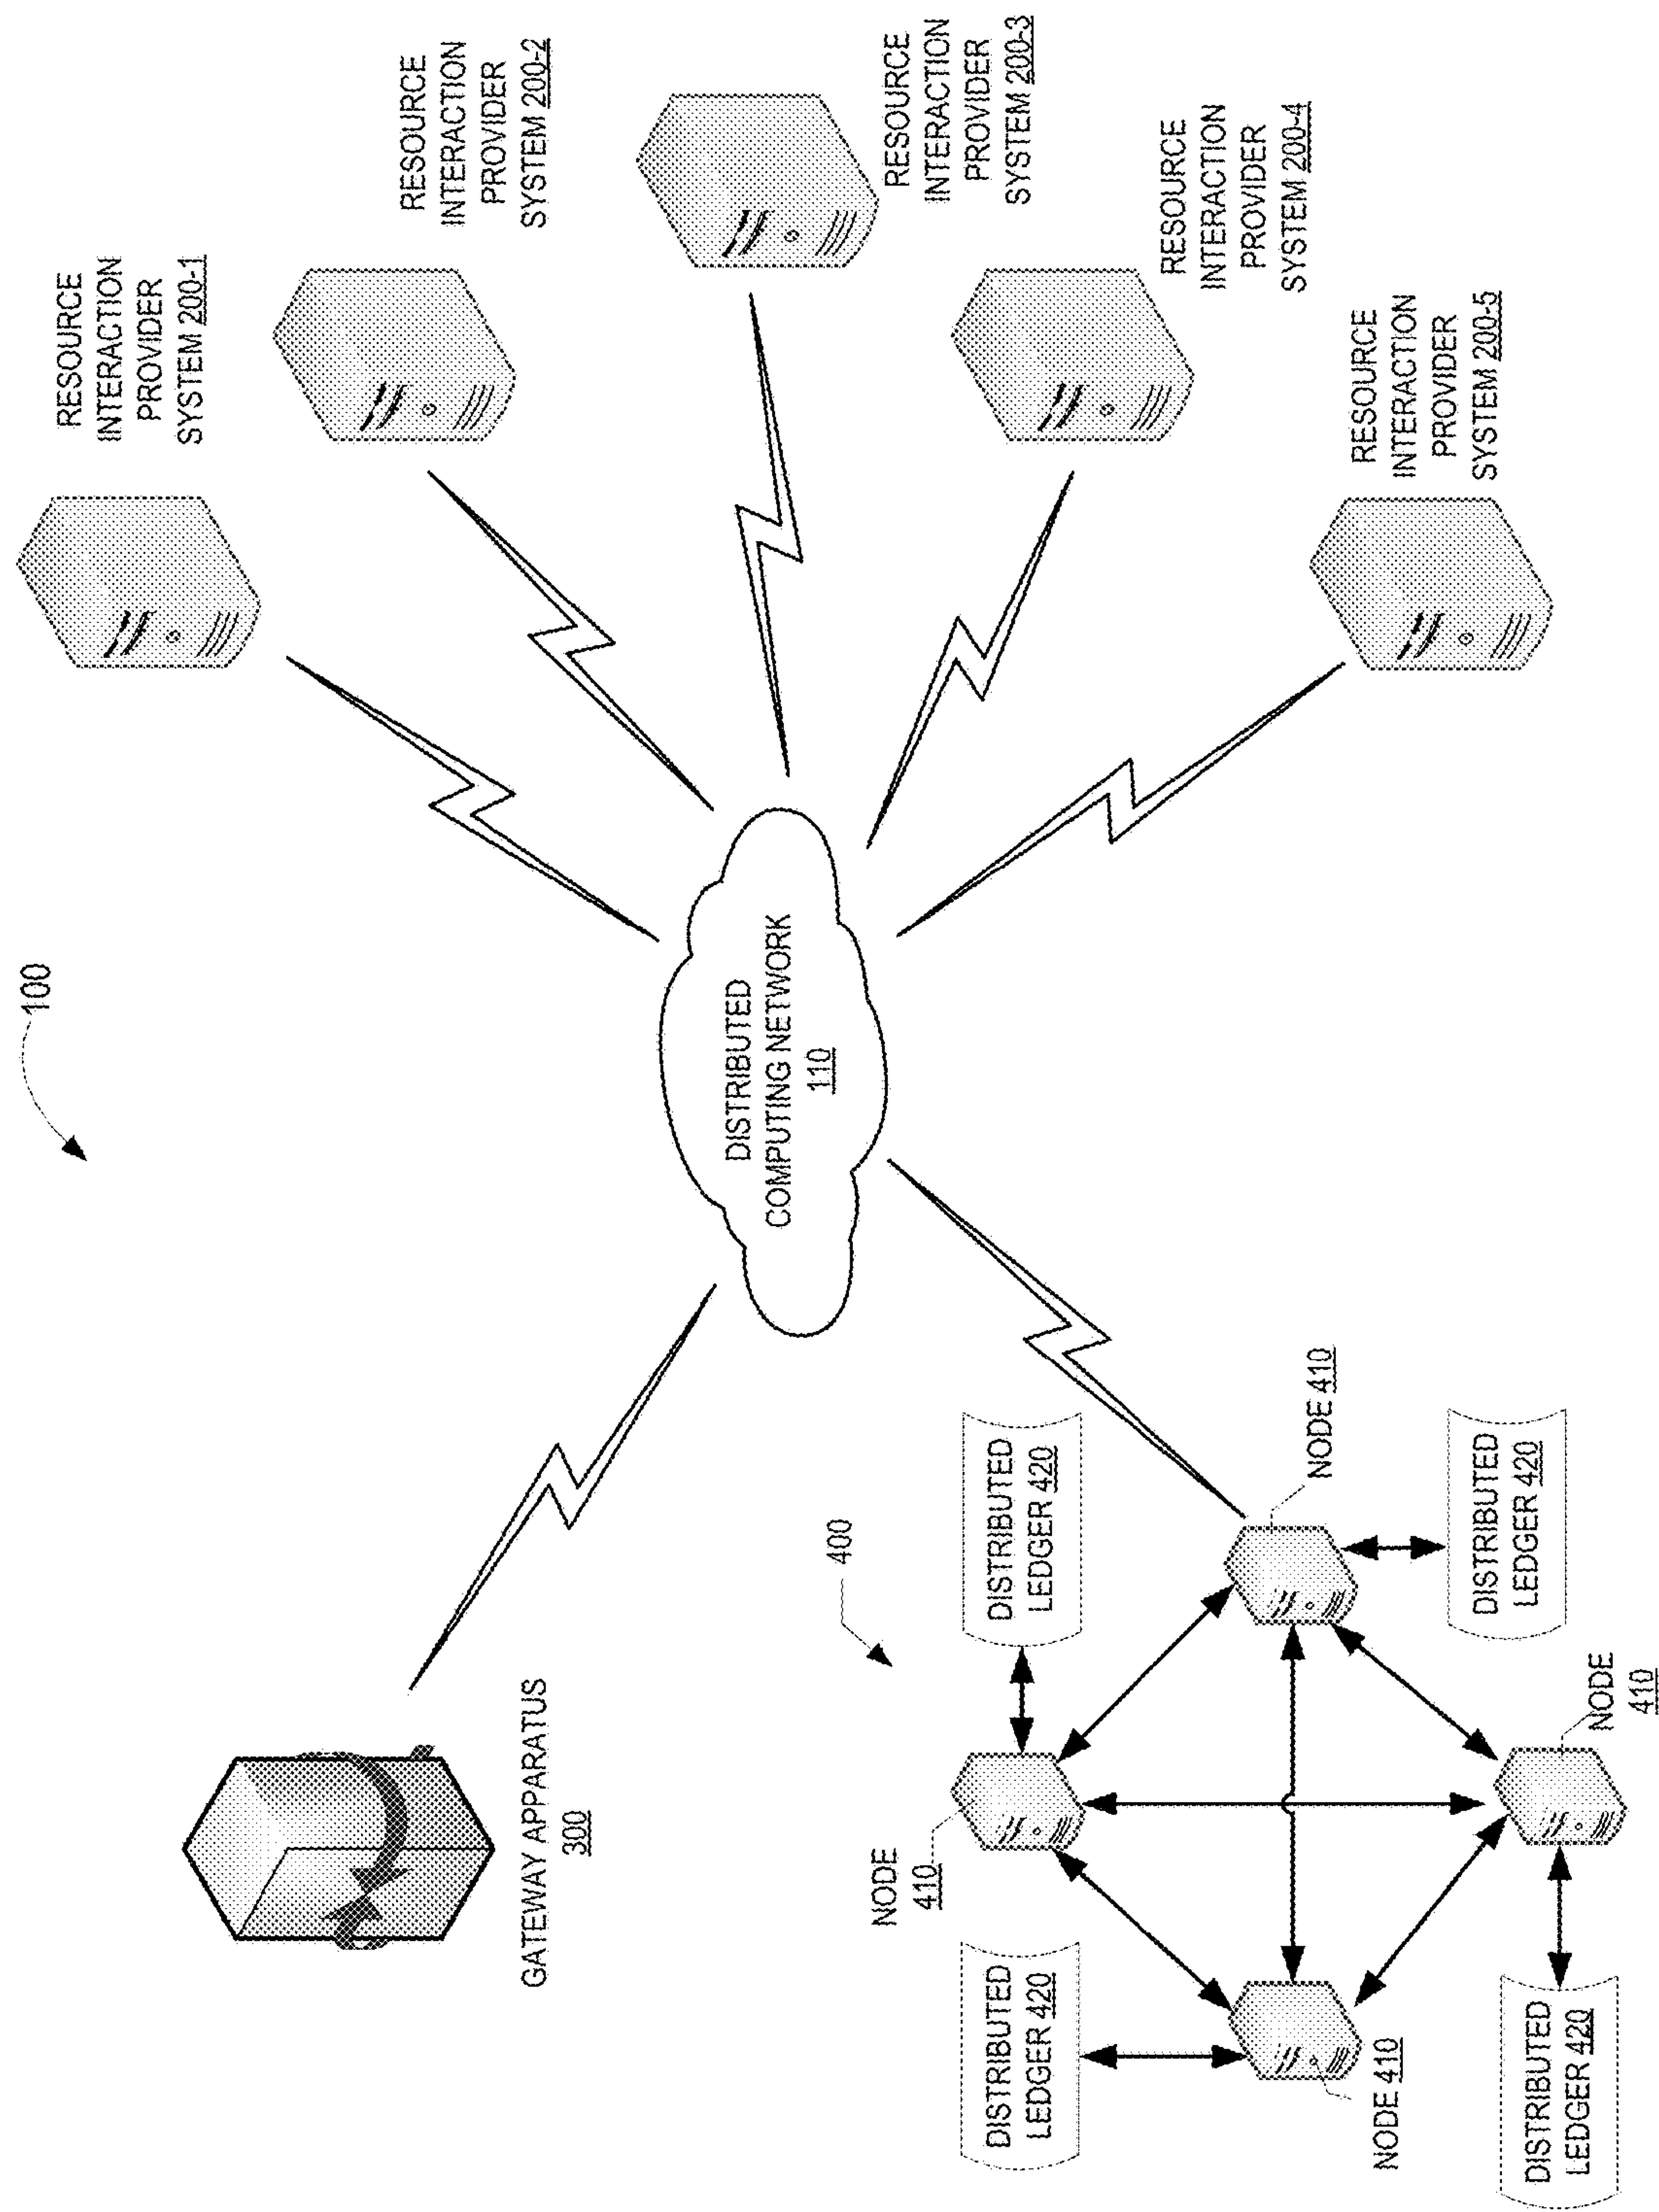 100
RESOURCE
INTERACTION
PROVIDER
SYSTEM 200-1
RESOURCE
INTERACTION
PROVIDER
SYSTEM 200-2
RESOURCE
INTERACTION
PROVIDER
SYSTEM 200-3
RESOURCE
INTERACTION
PROVIDER
SYSTEM 200-4
RESOURCE
INTERACTION
PROVIDER
SYSTEM 200-5
DISTRIBUTED
COMPUTING NETWORK
110
GATEWAY APPARATUS
300
400
NODE
410
DISTRIBUTED
LEDGER 420
DISTRIBUTED
LEDGER 420
NODE 410
NODE 410
DISTRIBUTED
LEDGER 420
NODE
410
DISTRIBUTED
LEDGER 420